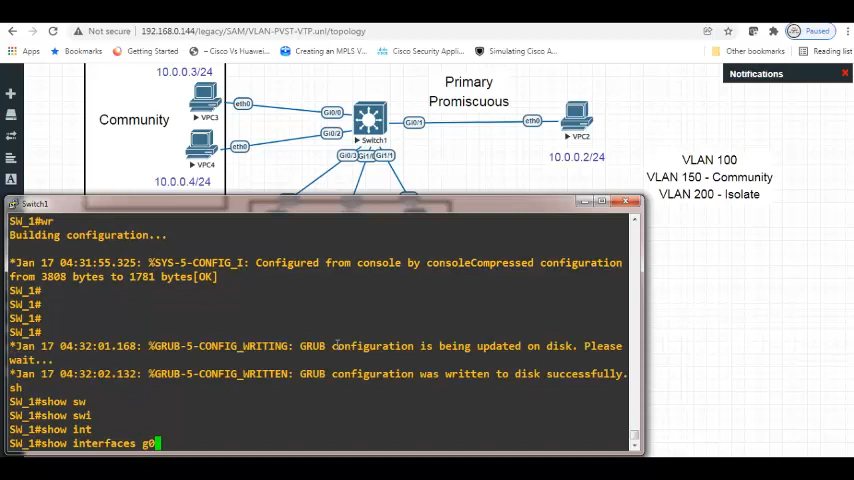 Not secure
192.168.0.144/legacy/SAM/VLAN-PVST-VTP.unl/topology
Paused
Apps
Bookmarks
Getting Started
– Cisco Vs Huawei...
Creating an MPLS V...
Cisco Security Appl...
Simulating Cisco A...
Other bookmarks
Reading list
Notifications
10.0.0.3/24
VPC3
eth0
Gi0/0
Community
VPC4
eth0
Gi0/2
10.0.0.4/24
Switch1
Gi0/1
Gi0/3
Gi1/1
Primary
Promiscuous
eth0
VPC2
10.0.0.2/24
VLAN 100
VLAN 150 - Community
VLAN 200 - Isolate
Switch1
SW_1#wr
Building configuration...
*Jan 17 04:31:55.325: %SYS-5-CONFIG_I: Configured from console by consoleCompressed configuration
from 3808 bytes to 1781 bytes[OK]
SW_1#
SW_1#
SW_1#
SW_1#
*Jan 17 04:32:01.168: %GRUB-5-CONFIG_WRITING: GRUB configuration is being updated on disk. Please
wait...
*Jan 17 04:32:02.132: %GRUB-5-CONFIG_WRITTEN: GRUB configuration was written to disk successfully.
sh
SW_1#show sw
SW_1#show swi
SW_1#show int
SW_1#show interfaces g0